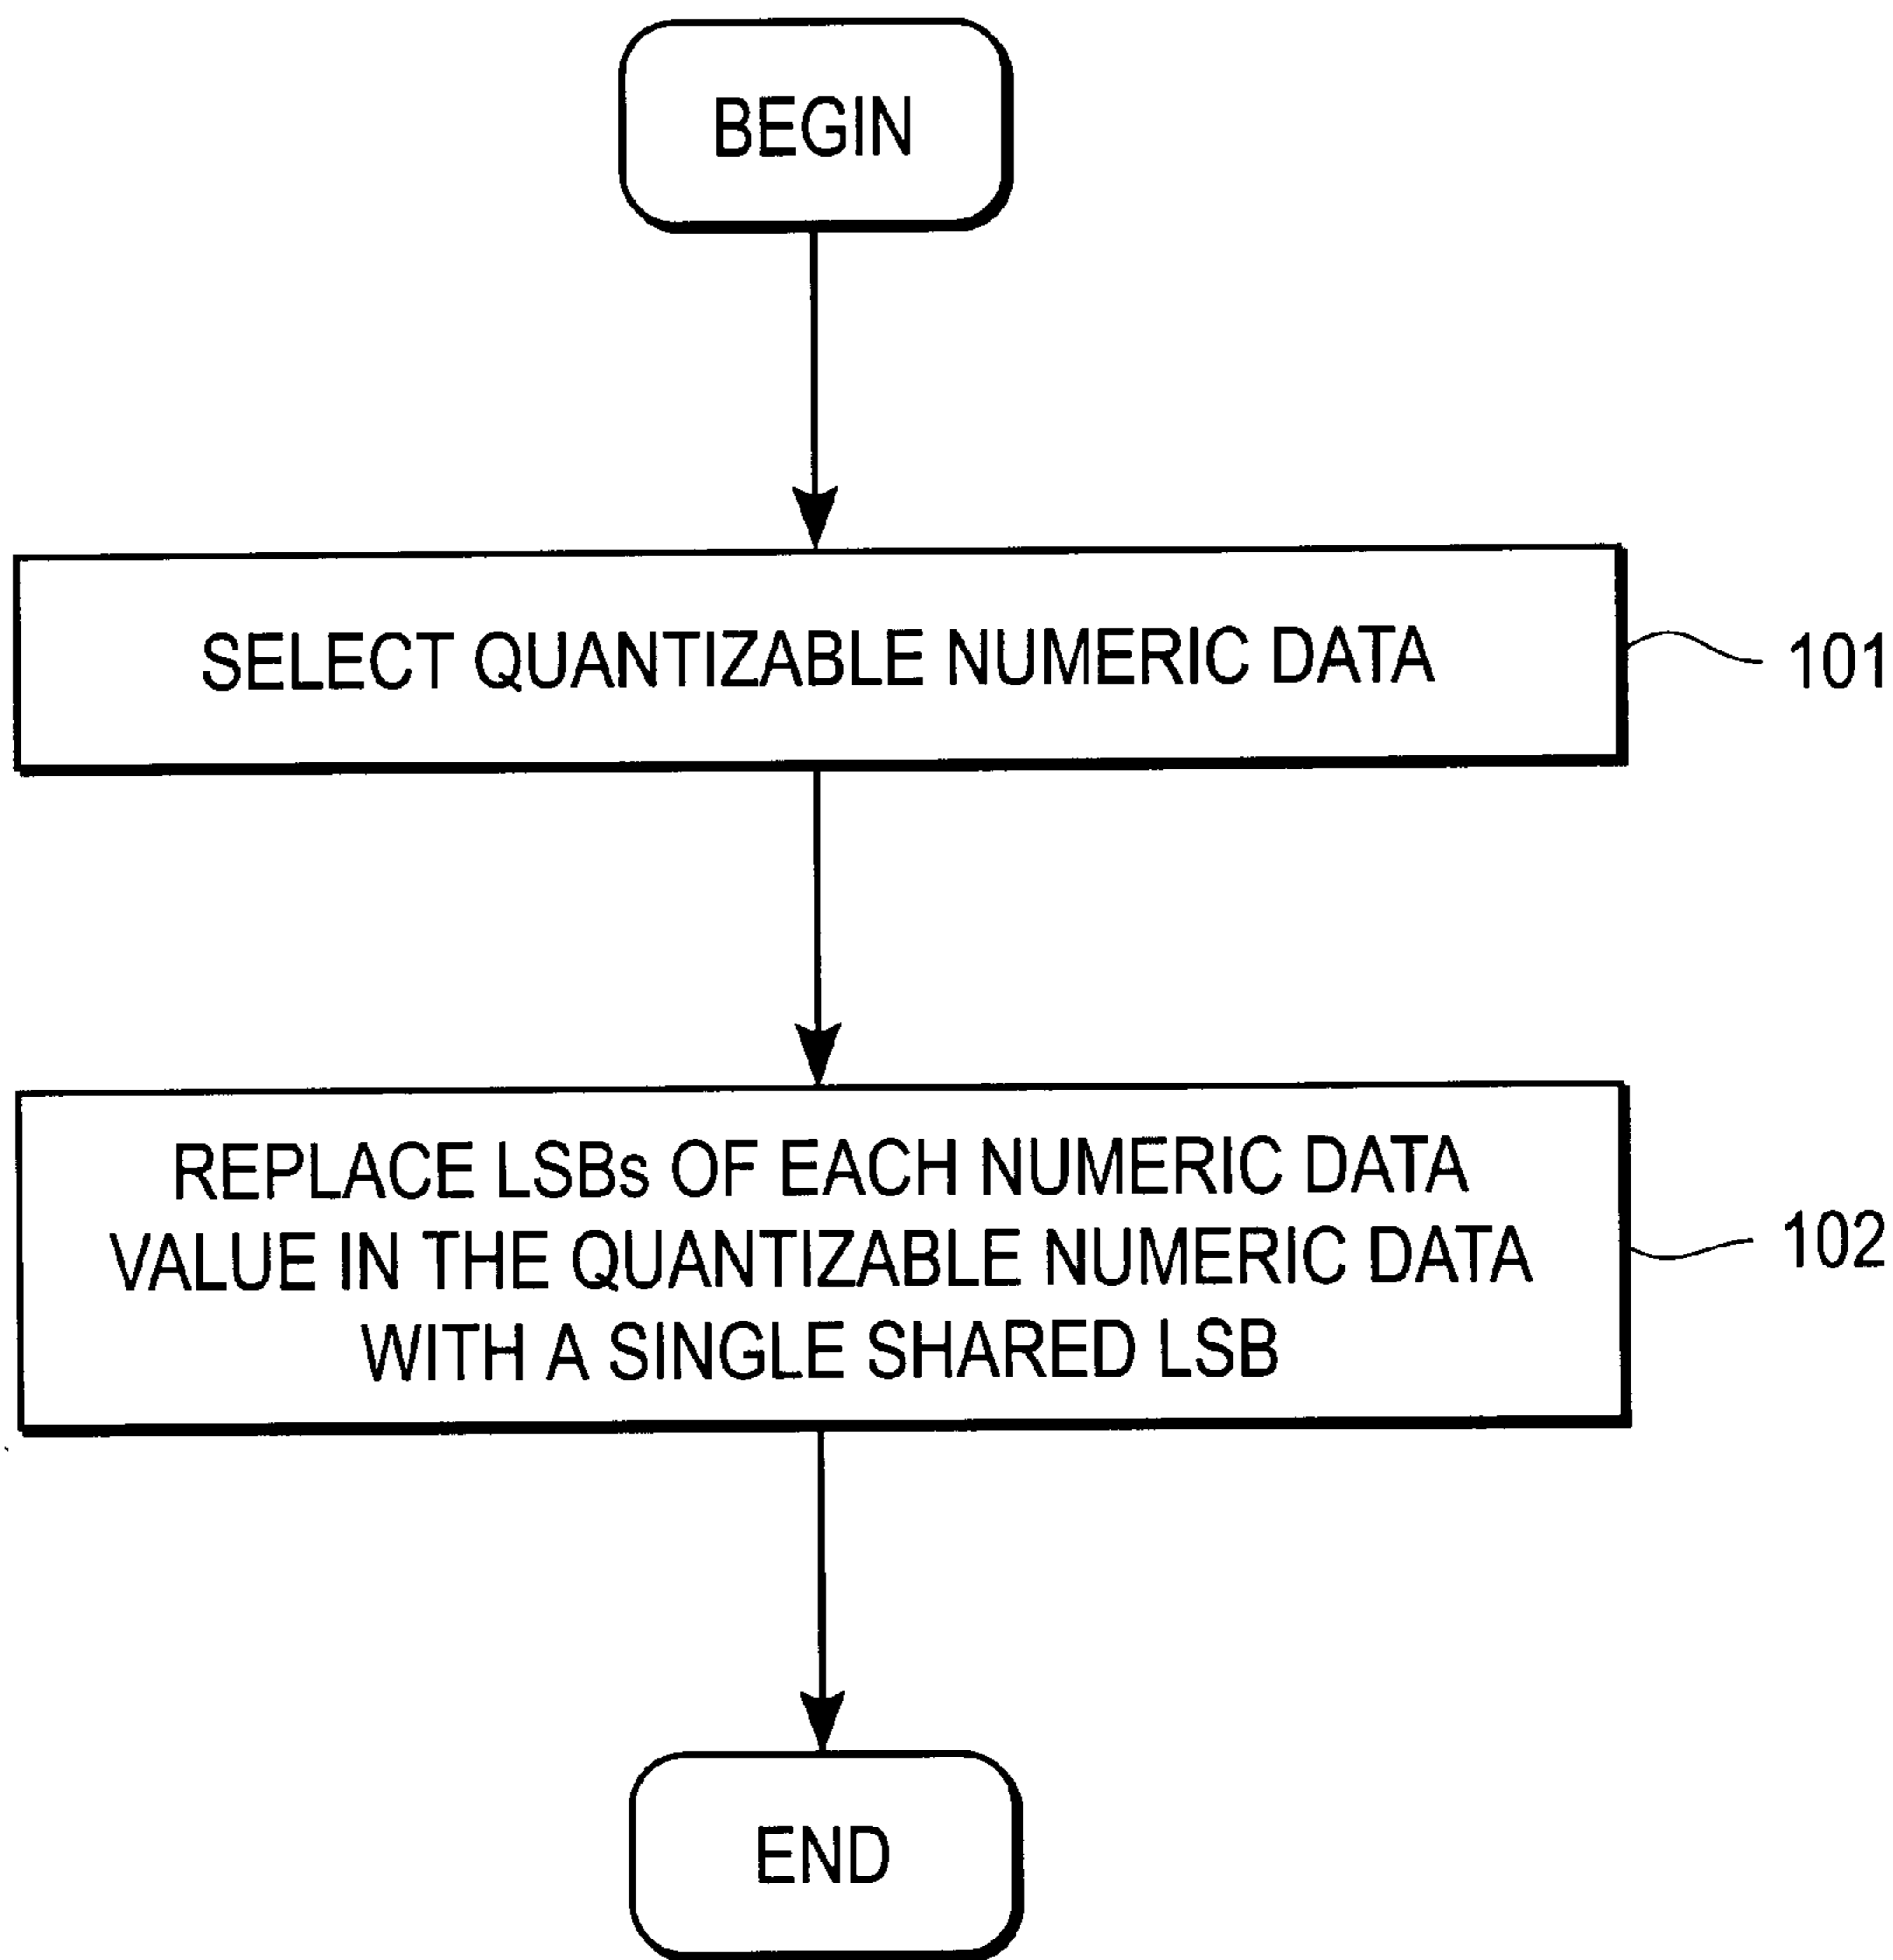 BEGIN
SELECT QUANTIZABLE NUMERIC DATA
101
REPLACE LSBs OF EACH NUMERIC DATA
VALUE IN THE QUANTIZABLE NUMERIC DATA
WITH A SINGLE SHARED LSB
102
END